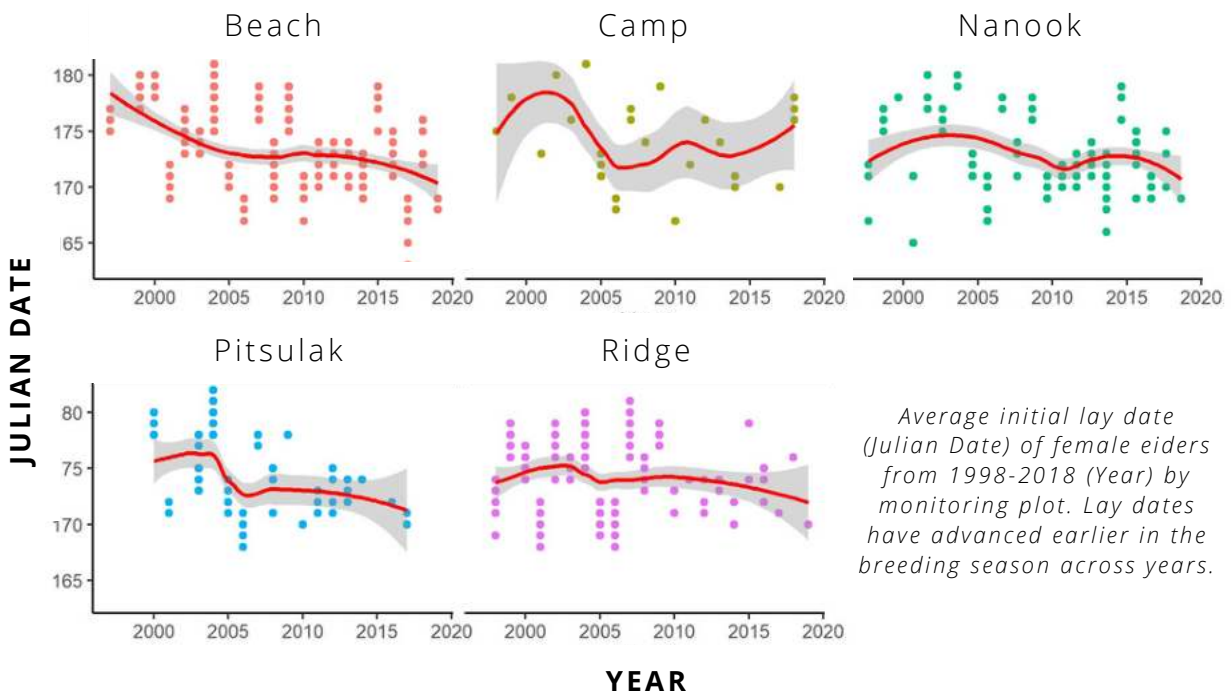 Beach
Camp
Nanook
180
175
170
65
2000 2005 2010 2015 2020
2000 2005 2010 2015 2020
2000 2005 2010 2015 2020
JULIAN DATE
Pitsulak
Ridge
80
175
170
165
2000 2005 2010 2015 2020
2000 2005 2010 2015 2020
Average initial lay date
(Julian Date) of female eiders
from 1998-2018 (Year) by
monitoring plot. Lay dates
have advanced earlier in the
breeding season across years.
YEAR